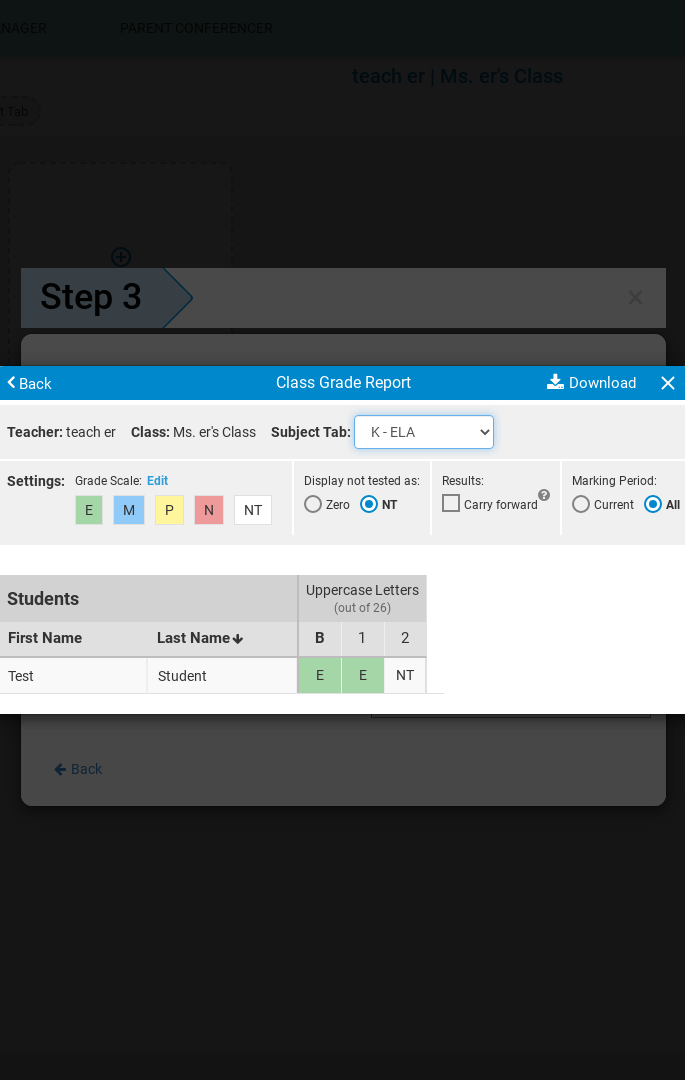 NAGER PARENT CONFERENCER
teach er | Ms. er's Class
t Tab
Step 3
Back Class Grade Report Download
Teacher: teach er Class: Ms. er's Class Subject Tab: K - ELA
Settings: Grade Scale: Edit Display not tested as: Results: Marking Period:
E M P N NT Zero NT Carry forward ? Current All
Students Uppercase Letters
(out of 26)
First Name Last Name B 1 2
Test Student E E NT
Back